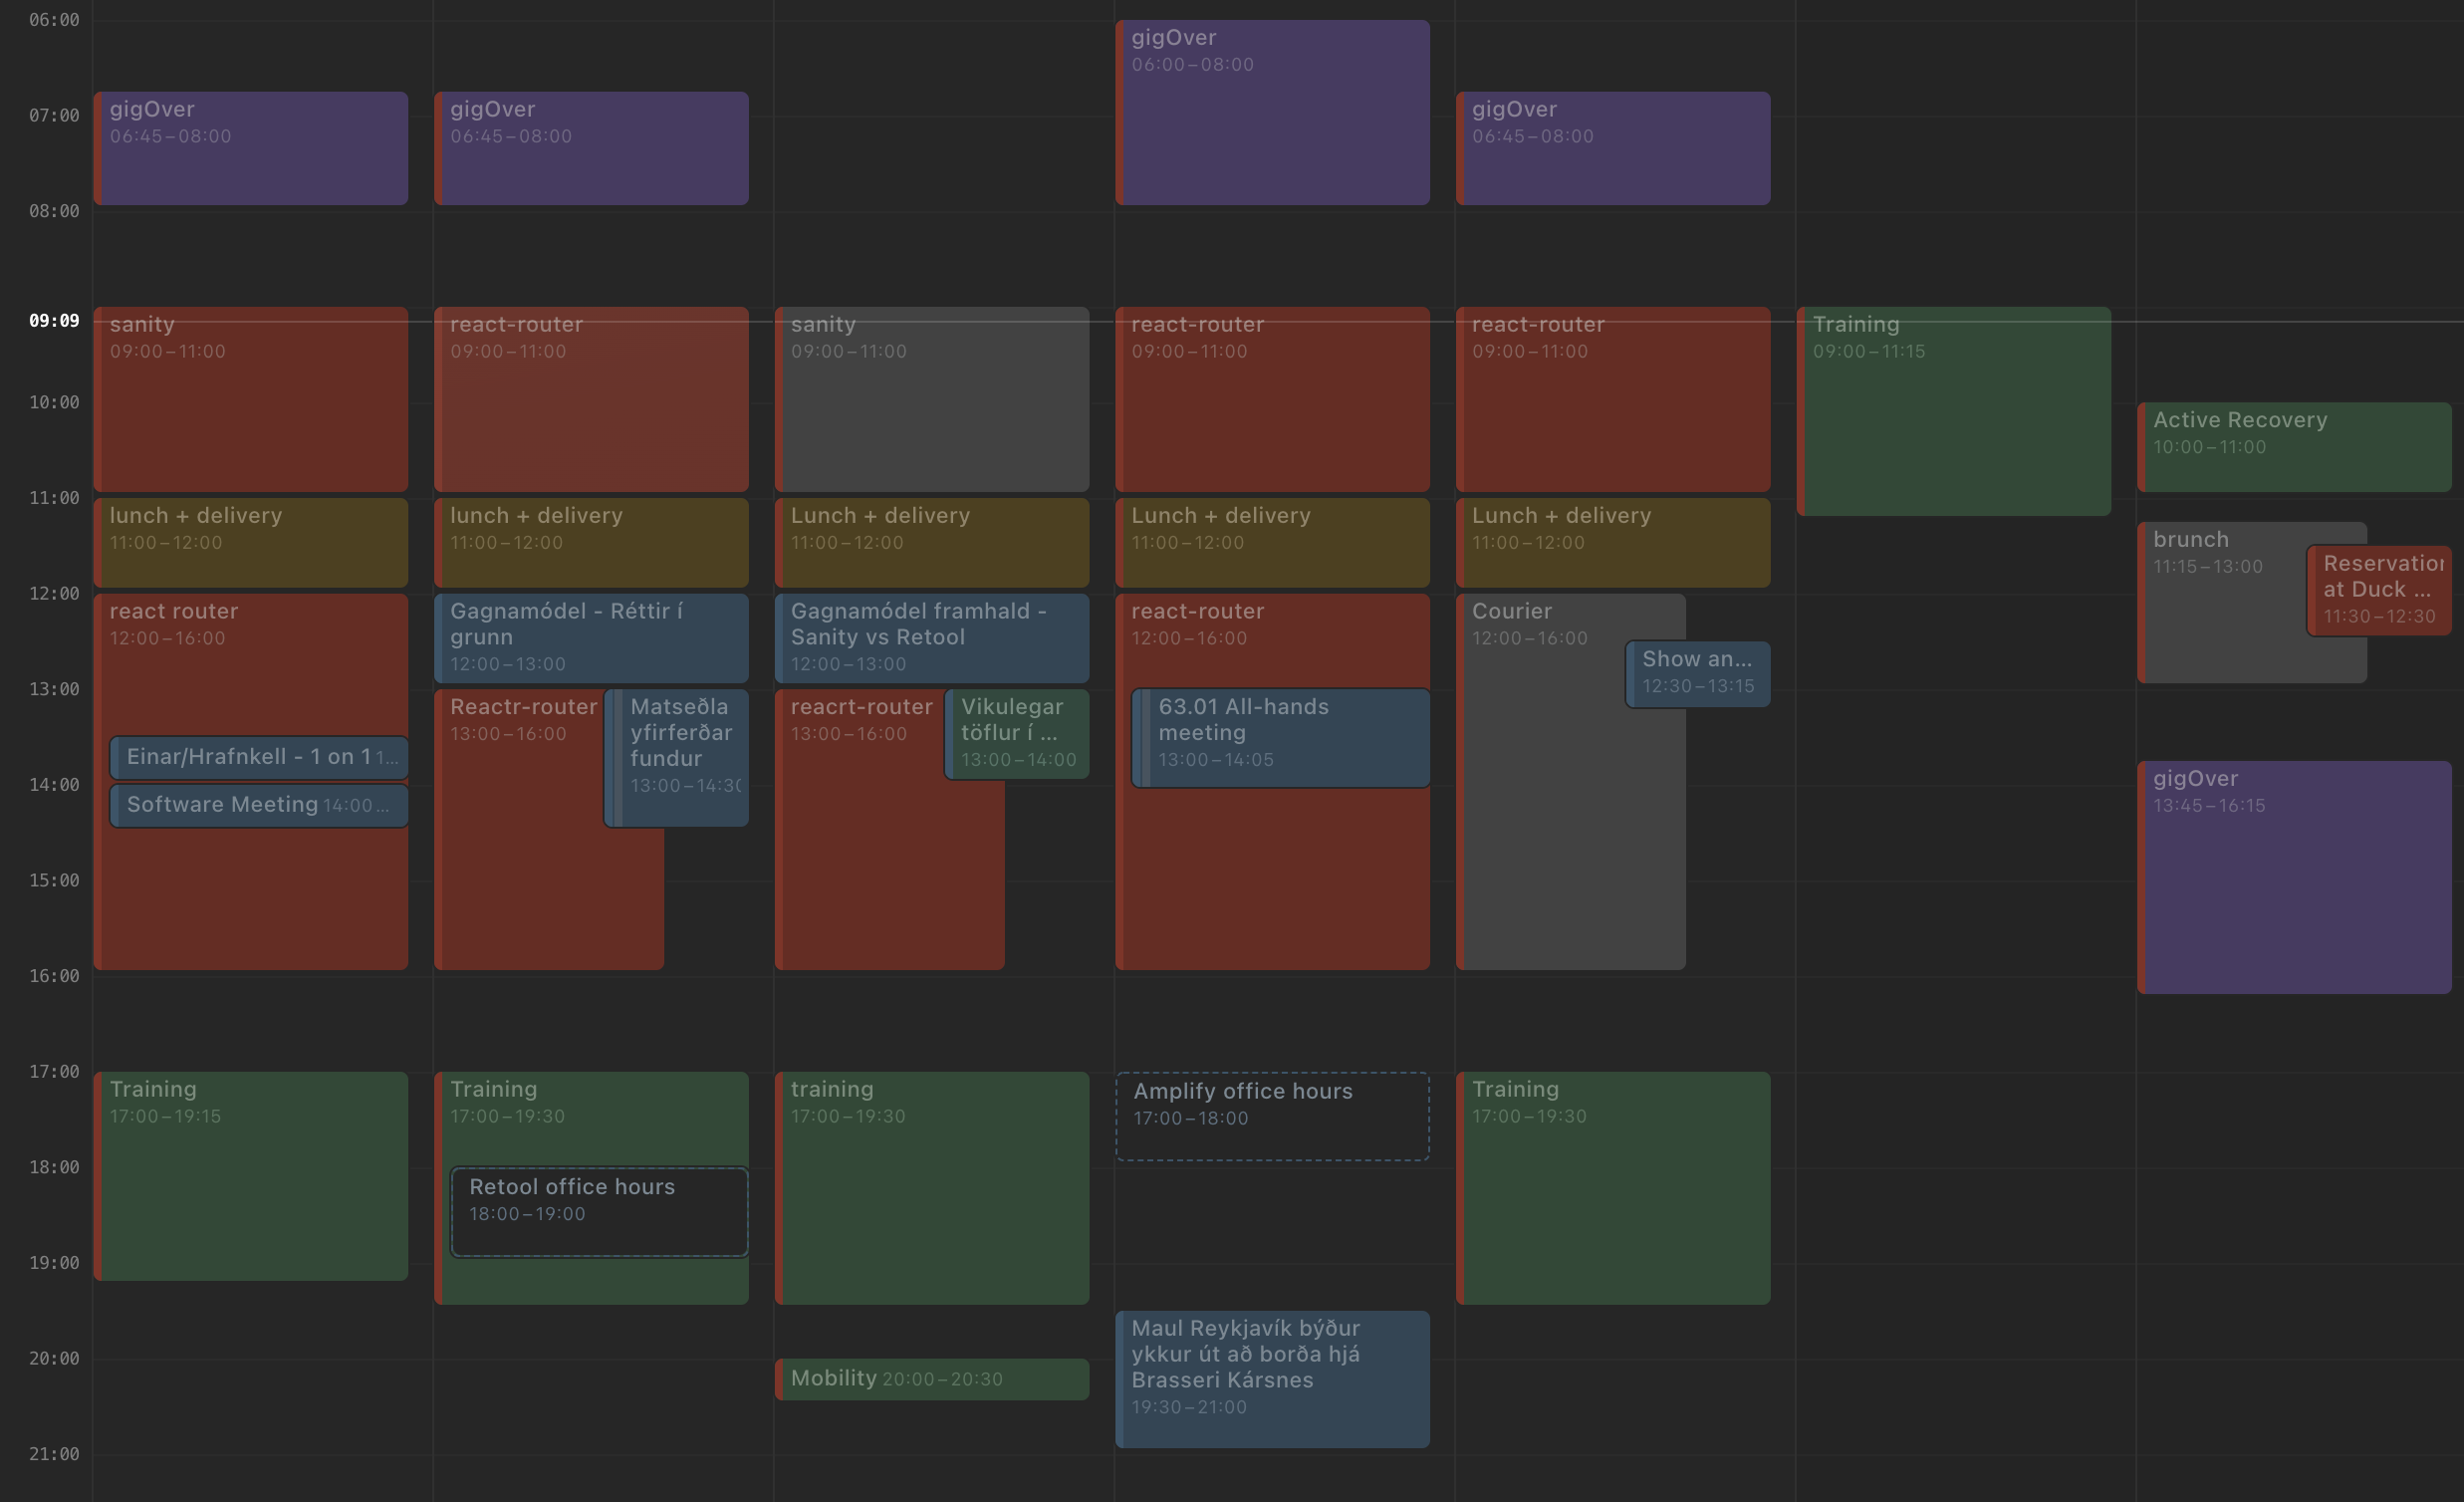 06:00
07:00
08:00
09:09
10:00
11:00
12:00
13:00
14:00
15:00
16:00
17:00
18:00
19:00
20:00
21:00
gigOver
06:45–08:00
sanity
09:00–11:00
lunch + delivery
11:00–12:00
react router
12:00–16:00
Einar/Hrafnkell - 1 on 1 1...
Software Meeting 14:00...
Training
17:00–19:15
gigOver
06:45–08:00
react-router
09:00–11:00
lunch + delivery
11:00–12:00
Gagnamódel - Réttir í
grunn
12:00–13:00
Reactr-router
13:00–16:00
Matseðla
yfirferðar
fundur
13:00–14:30
Training
17:00–19:30
Retool office hours
18:00–19:00
sanity
09:00–11:00
Lunch + delivery
11:00–12:00
Gagnamódel framhald -
Sanity vs Retool
12:00–13:00
reacrt-router
13:00–16:00
Vikulegar
töflur í ...
13:00–14:00
training
17:00–19:30
Mobility 20:00–20:30
gigOver
06:00–08:00
react-router
09:00–11:00
Lunch + delivery
11:00–12:00
react-router
12:00–16:00
63.01 All-hands
meeting
13:00–14:05
Amplify office hours
17:00–18:00
Maul Reykjavík býður
ykkur út að borða hjá
Brasseri Kársnes
19:30–21:00
gigOver
06:45–08:00
react-router
09:00–11:00
Lunch + delivery
11:00–12:00
Courier
12:00–16:00
Show an...
12:30–13:15
Training
17:00–19:30
Training
09:00–11:15
Active Recovery
10:00–11:00
brunch
11:15–13:00
Reservation
at Duck ...
11:30–12:30
gigOver
13:45–16:15